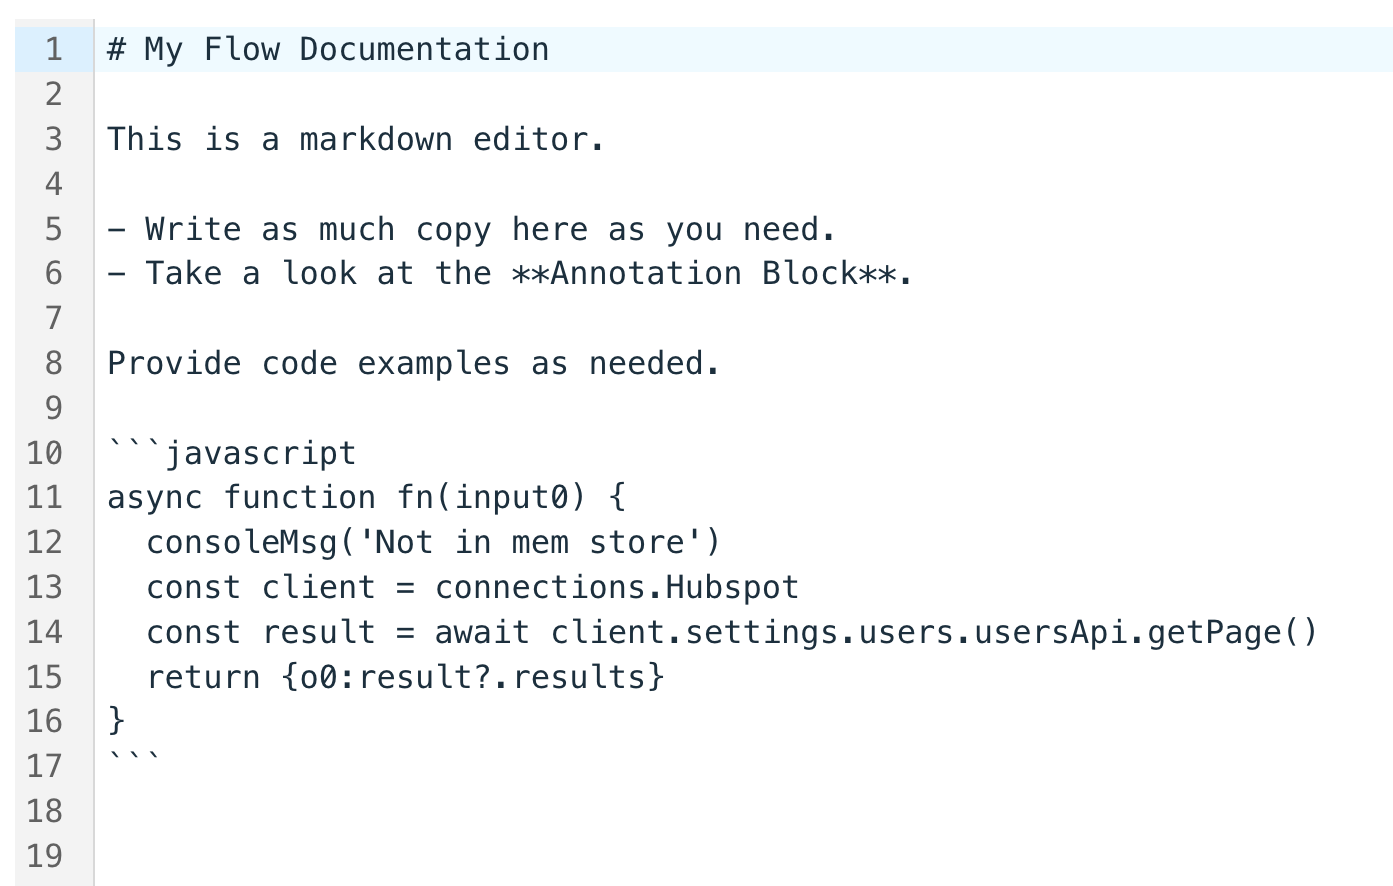 1 # My Flow Documentation
2
3 This is a markdown editor.
4
5 - Write as much copy here as you need.
6 - Take a look at the **Annotation Block**.
7
8 Provide code examples as needed.
9
10 ```javascript
11 async function fn(input0) {
12   consoleMsg('Not in mem store')
13   const client = connections.Hubspot
14   const result = await client.settings.users.usersApi.getPage()
15   return {o0:result?.results}
16 }
17 ```
18
19